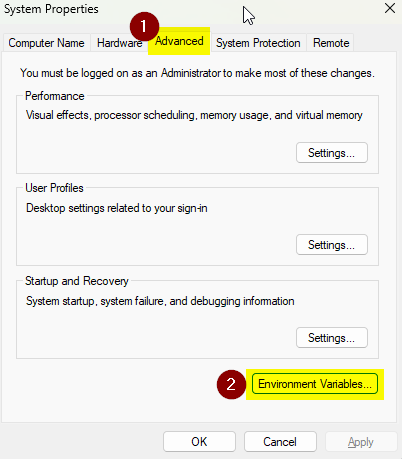 System Properties
1
Computer Name Hardware Advanced System Protection Remote
You must be logged on as an Administrator to make most of these changes.
Performance
Visual effects, processor scheduling, memory usage, and virtual memory
Settings...
User Profiles
Desktop settings related to your sign-in
Settings...
Startup and Recovery
System startup, system failure, and debugging information
Settings...
2 Environment Variables...
OK Cancel Apply